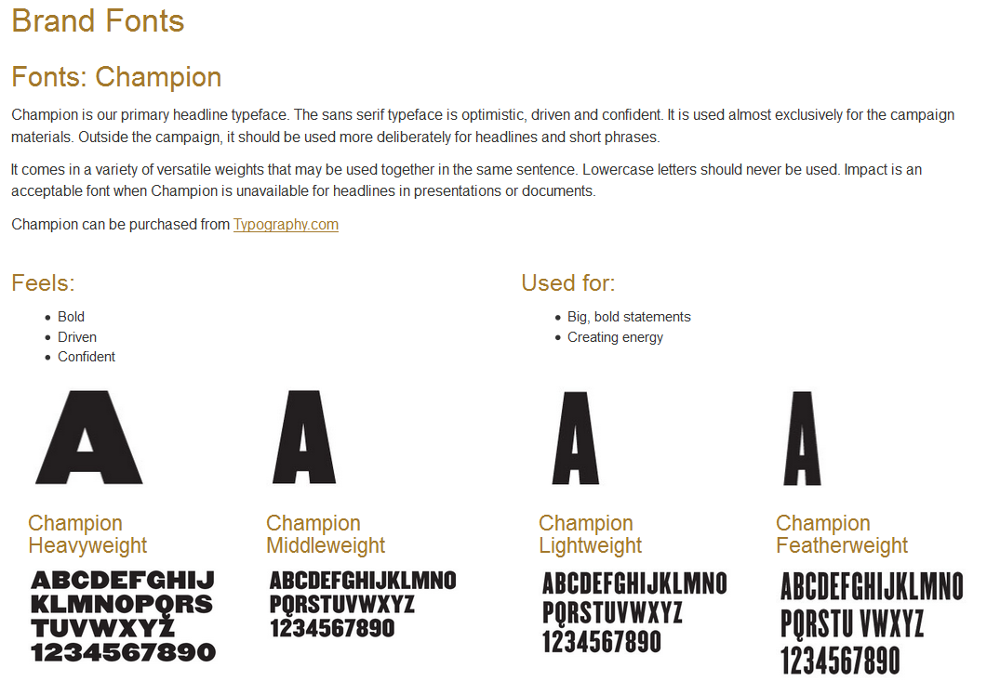 Brand Fonts
Fonts: Champion
Champion is our primary headline typeface. The sans serif typeface is optimistic, driven and confident. It is used almost exclusively for the campaign
materials. Outside the campaign, it should be used more deliberately for headlines and short phrases.
It comes in a variety of versatile weights that may be used together in the same sentence. Lowercase letters should never be used. Impact is an
acceptable font when Champion is unavailable for headlines in presentations or documents.
Champion can be purchased from Typography.com
Feels:
• Bold
• Driven
• Confident
Used for:
• Big, bold statements
• Creating energy
A
Champion
Heavyweight
ABCDEFGHIJ
KLMNOPQRS
TUVWXYZ
1234567890
A
Champion
Middleweight
ABCDEFGHIJKLMNO
PQRSTUVWXYZ
1234567890
A
Champion
Lightweight
ABCDEFGHIJKLMNO
PQRSTUVWXYZ
1234567890
A
Champion
Featherweight
ABCDEFGHIJKLMNO
PQRSTU VWXYZ
1234567890